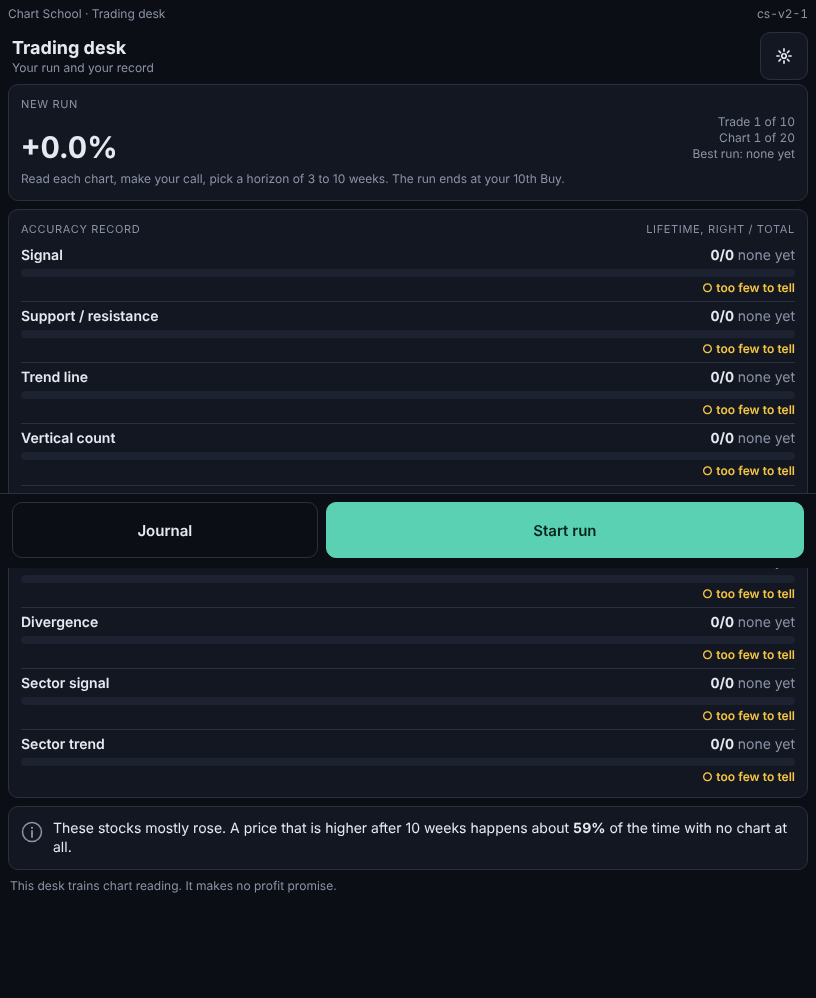 Chart School · Trading desk
cs-v2-1
Trading desk
Your run and your record
NEW RUN
+0.0%
Trade 1 of 10
Chart 1 of 20
Best run: none yet
Read each chart, make your call, pick a horizon of 3 to 10 weeks. The run ends at your 10th Buy.
ACCURACY RECORD
LIFETIME, RIGHT / TOTAL
Signal
0/0 none yet
too few to tell
Support / resistance
0/0 none yet
too few to tell
Trend line
0/0 none yet
too few to tell
Vertical count
0/0 none yet
too few to tell
Journal
Start run
too few to tell
Divergence
0/0 none yet
too few to tell
Sector signal
0/0 none yet
too few to tell
Sector trend
0/0 none yet
too few to tell
These stocks mostly rose. A price that is higher after 10 weeks happens about 59% of the time with no chart at
all.
This desk trains chart reading. It makes no profit promise.